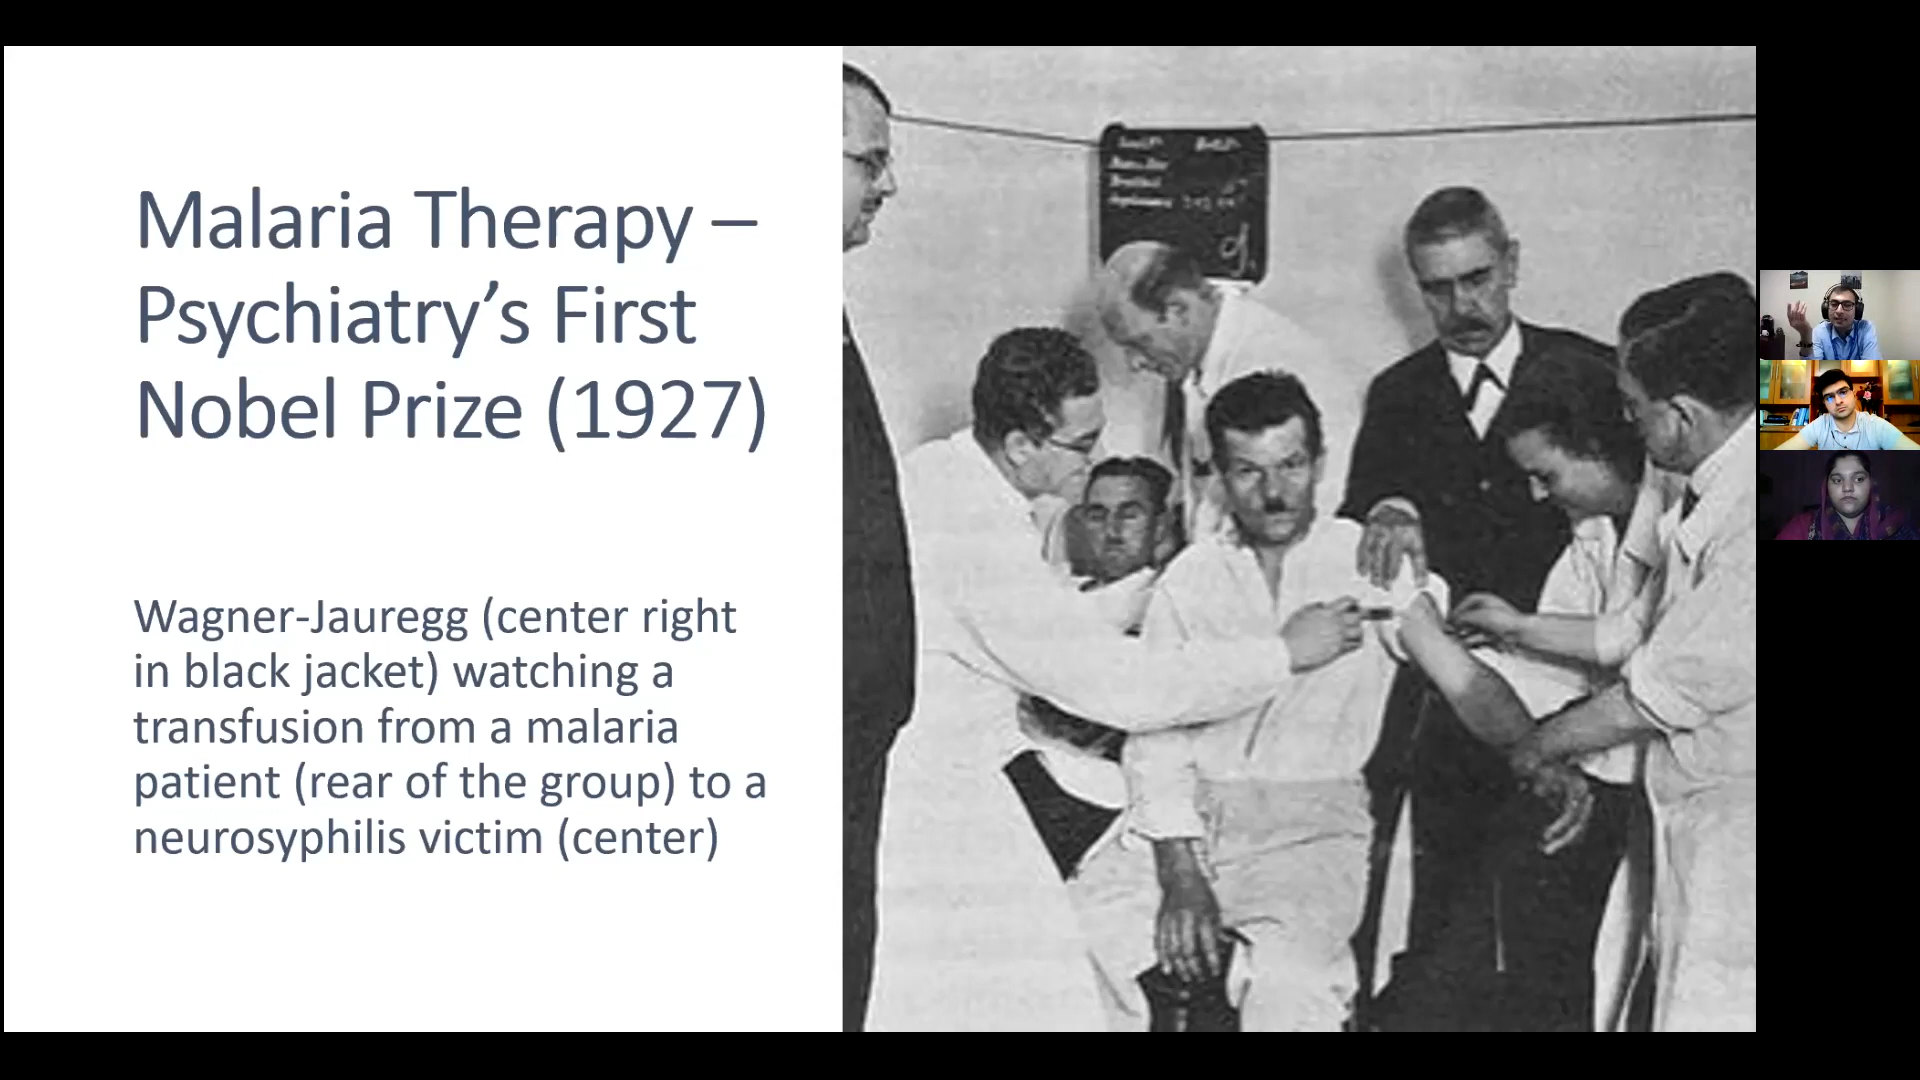 Malaria Therapy –
Psychiatry’s First
Nobel Prize (1927)
Wagner-Jauregg (center right
in black jacket) watching a
transfusion from a malaria
patient (rear of the group) to a
neurosyphilis victim (center)